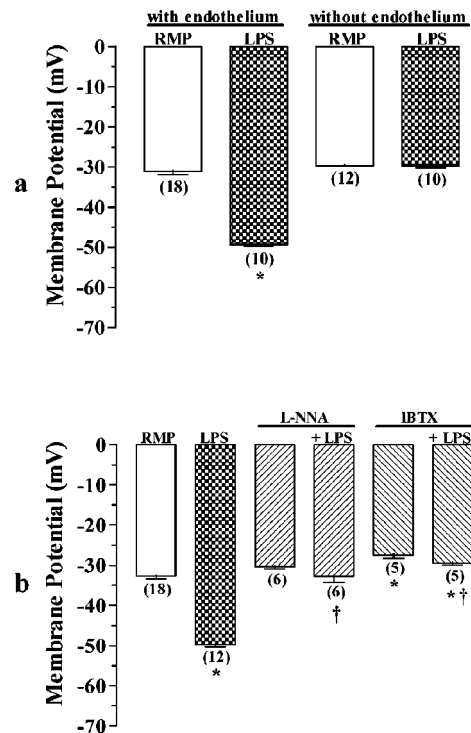 with endothelium without endothelium
RMP LPS RMP LPS
0
-10
-20
-30
-40
-50
-60
-70
Membrane Potential (mV)
a
(18) (10) (12) (10)
*
L-NNA IBTX
RMP LPS + LPS + LPS
0
-10
-20
-30
-40
-50
-60
-70
Membrane Potential (mV)
b
(18) (12) (6) (6) (5) (5)
* † * *†